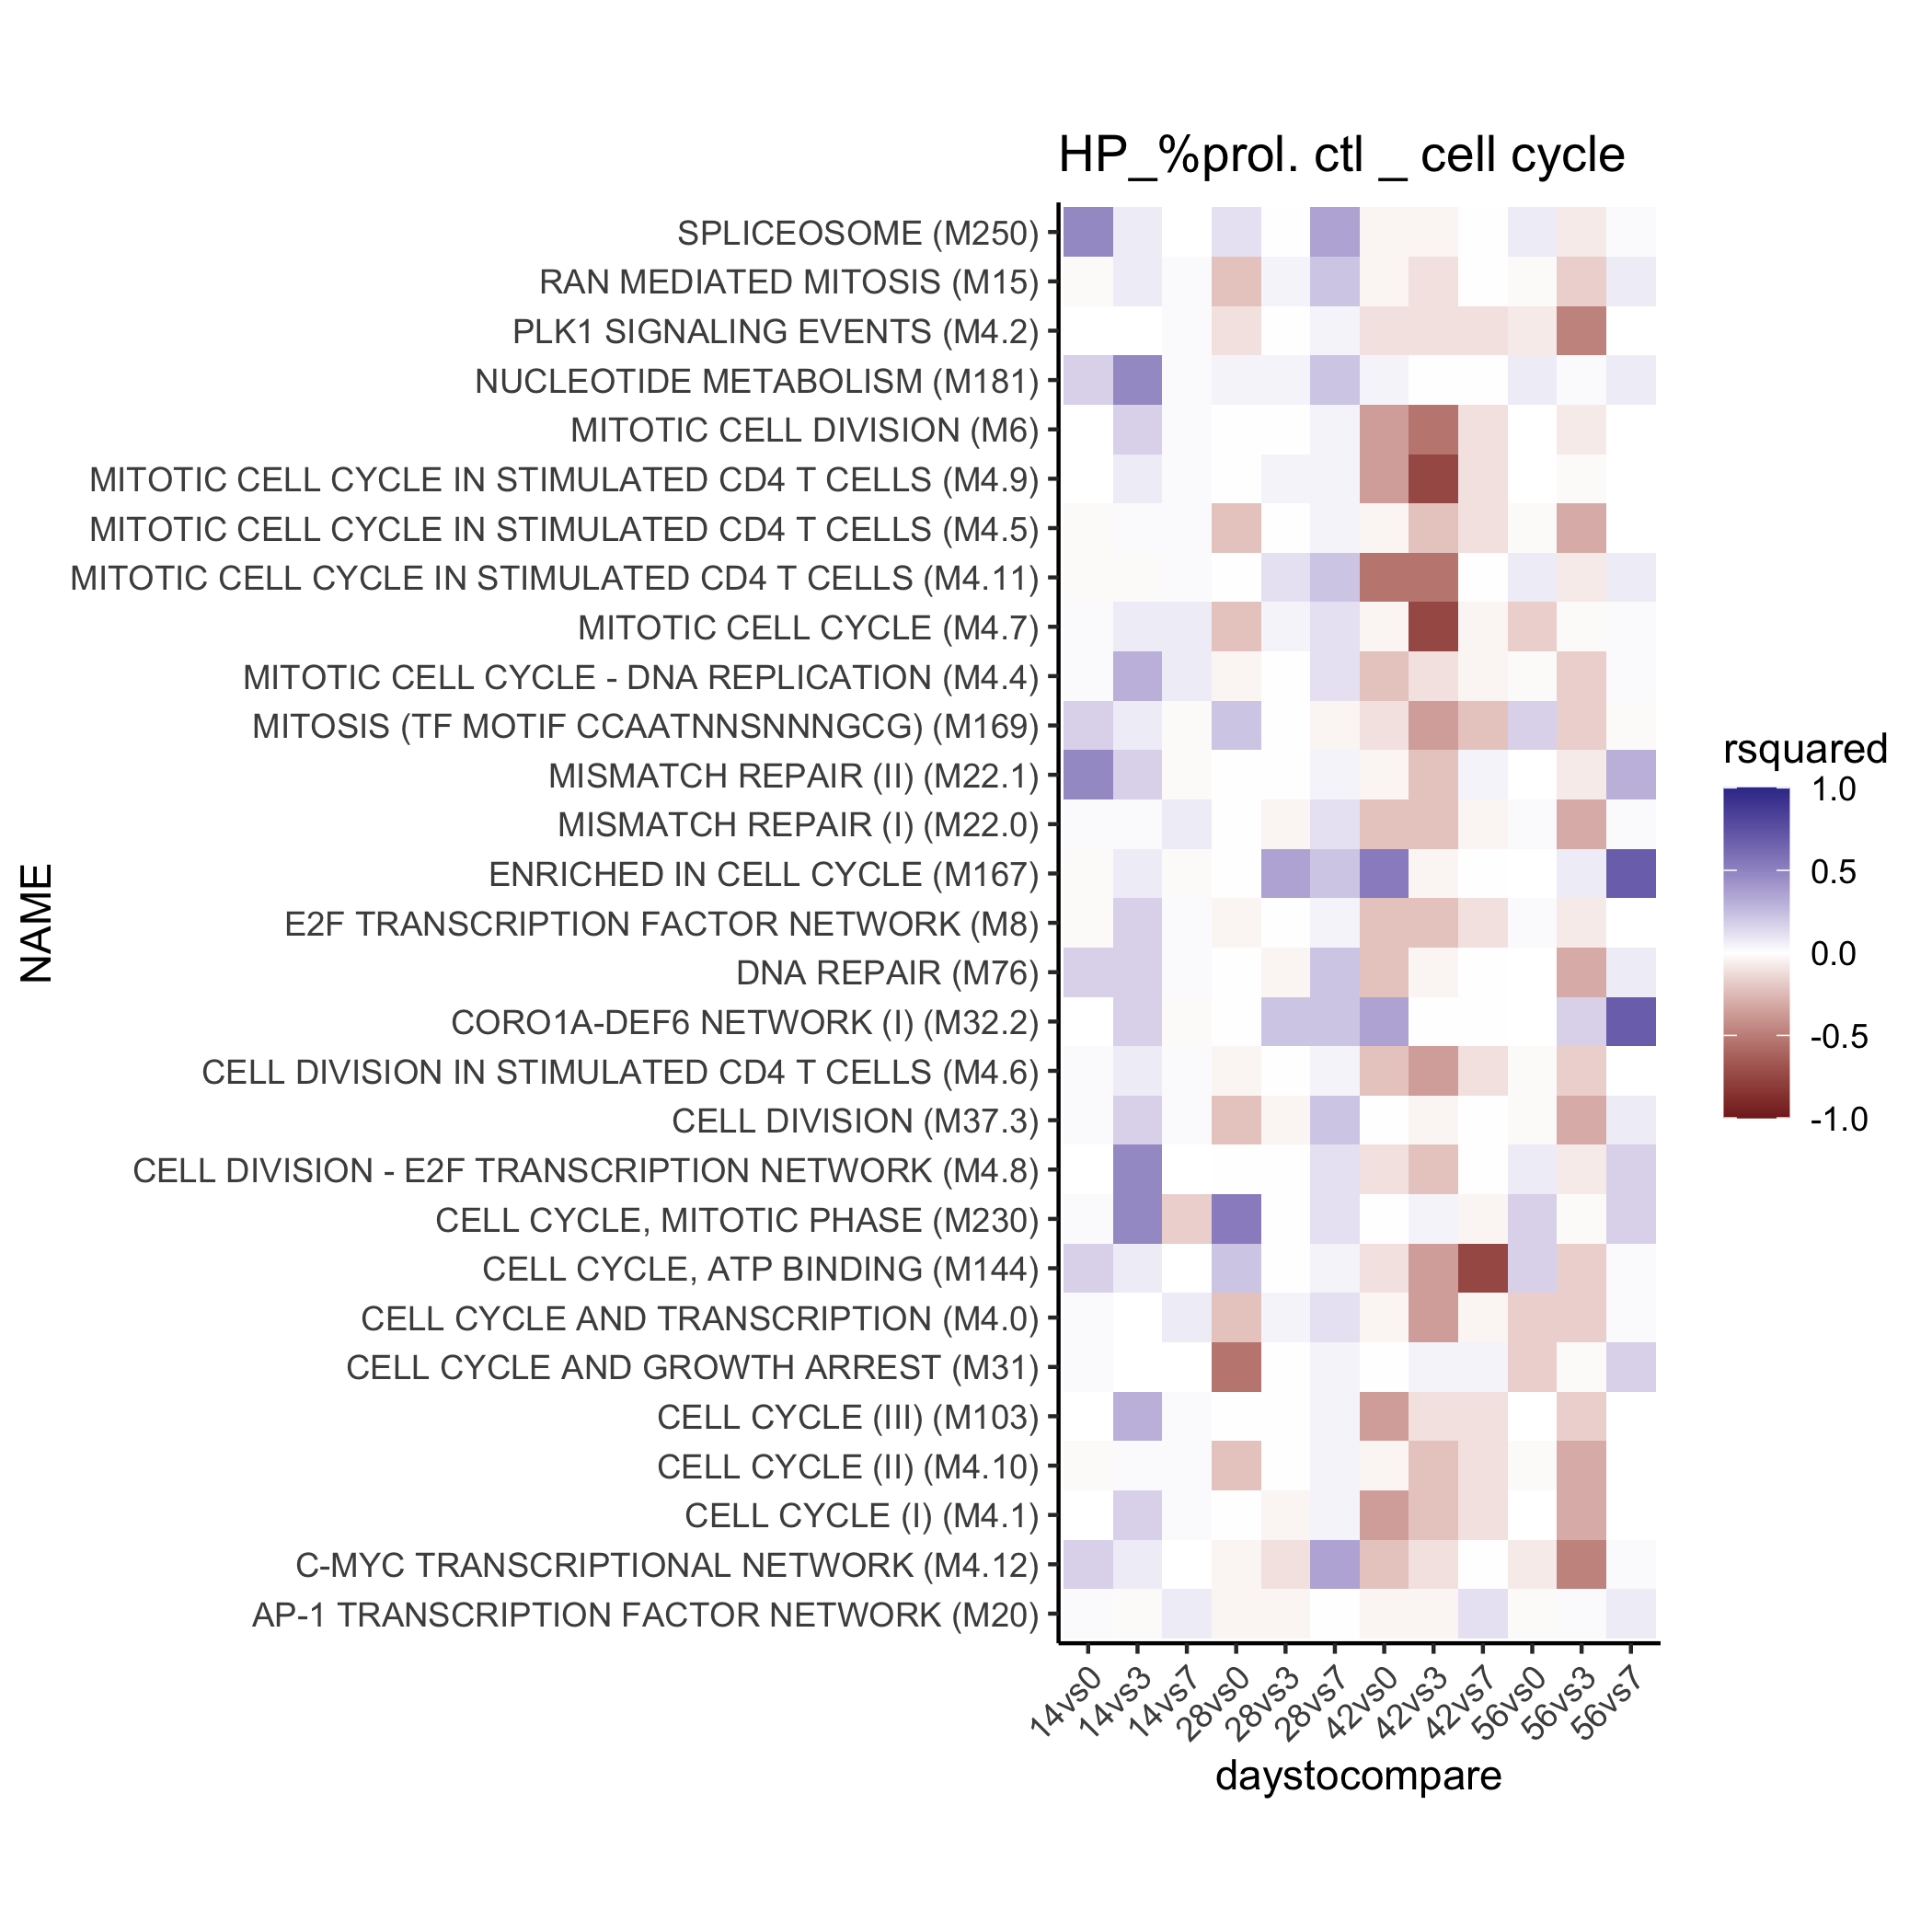 HP_%prol. ctl _ cell cycle
NAME
SPLICEOSOME (M250)
RAN MEDIATED MITOSIS (M15)
PLK1 SIGNALING EVENTS (M4.2)
NUCLEOTIDE METABOLISM (M181)
MITOTIC CELL DIVISION (M6)
MITOTIC CELL CYCLE IN STIMULATED CD4 T CELLS (M4.9)
MITOTIC CELL CYCLE IN STIMULATED CD4 T CELLS (M4.5)
MITOTIC CELL CYCLE IN STIMULATED CD4 T CELLS (M4.11)
MITOTIC CELL CYCLE (M4.7)
MITOTIC CELL CYCLE - DNA REPLICATION (M4.4)
MITOSIS (TF MOTIF CCAATNNSNNNGCG) (M169)
MISMATCH REPAIR (II) (M22.1)
MISMATCH REPAIR (I) (M22.0)
ENRICHED IN CELL CYCLE (M167)
E2F TRANSCRIPTION FACTOR NETWORK (M8)
DNA REPAIR (M76)
CORO1A-DEF6 NETWORK (I) (M32.2)
CELL DIVISION IN STIMULATED CD4 T CELLS (M4.6)
CELL DIVISION (M37.3)
CELL DIVISION - E2F TRANSCRIPTION NETWORK (M4.8)
CELL CYCLE, MITOTIC PHASE (M230)
CELL CYCLE, ATP BINDING (M144)
CELL CYCLE AND TRANSCRIPTION (M4.0)
CELL CYCLE AND GROWTH ARREST (M31)
CELL CYCLE (III) (M103)
CELL CYCLE (II) (M4.10)
CELL CYCLE (I) (M4.1)
C-MYC TRANSCRIPTIONAL NETWORK (M4.12)
AP-1 TRANSCRIPTION FACTOR NETWORK (M20)
14vs0
14vs3
14vs7
28vs0
28vs3
28vs7
42vs0
42vs3
42vs7
56vs0
56vs3
56vs7
daystocompare
rsquared
1.0
0.5
0.0
-0.5
-1.0